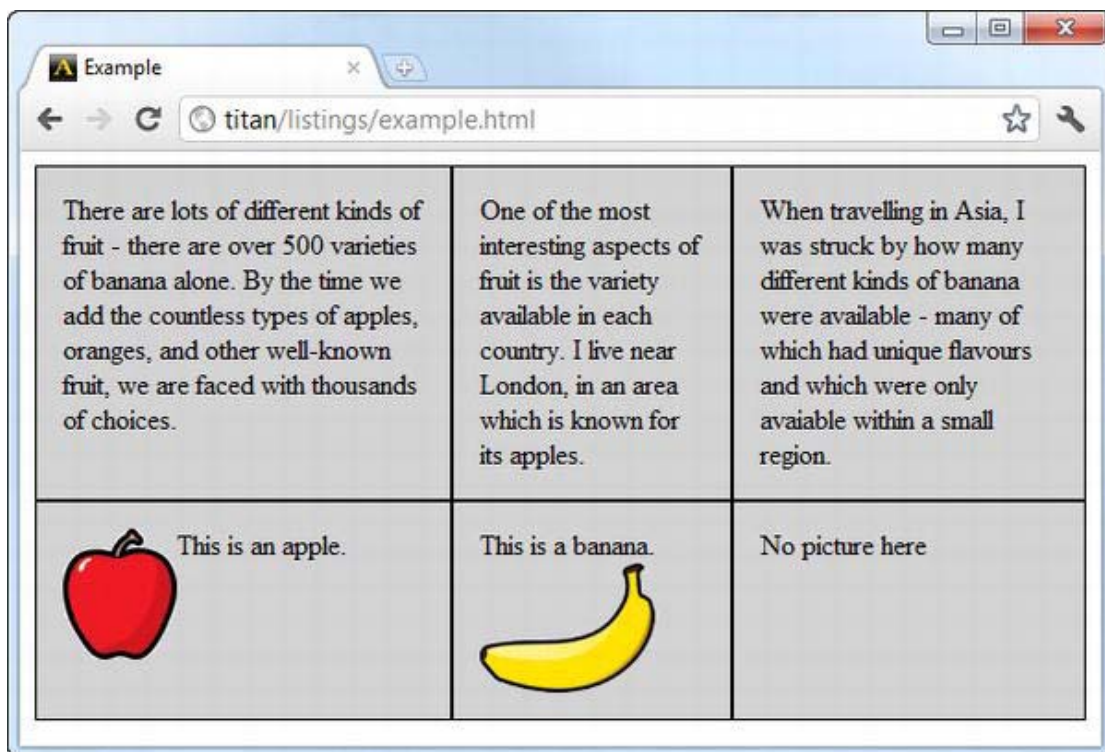 Example
titan/listings/example.html
There are lots of different kinds of
fruit - there are over 500 varieties
of banana alone. By the time we
add the countless types of apples,
oranges, and other well-known
fruit, we are faced with thousands
of choices.
One of the most
interesting aspects of
fruit is the variety
available in each
country. I live near
London, in an area
which is known for
its apples.
When travelling in Asia, I
was struck by how many
different kinds of banana
were available - many of
which had unique flavours
and which were only
avaiable within a small
region.
This is an apple.
This is a banana.
No picture here